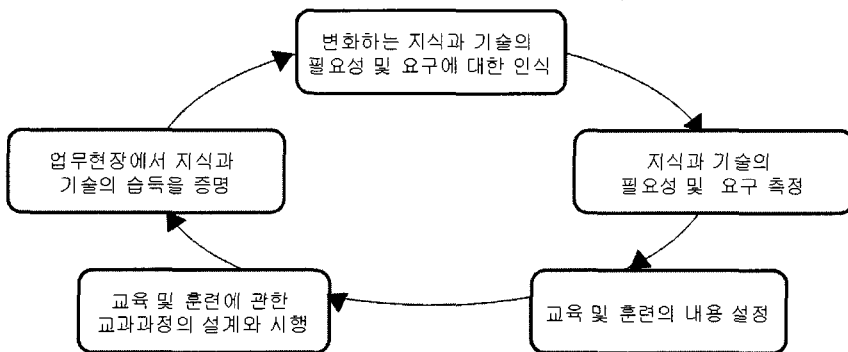 변화하는 지식과 기술의
필요성 및 요구에 대한 인식
지식과 기술의
필요성 및 요구 측정
교육 및 훈련의 내용 설정
교육 및 훈련에 관한
교과과정의 설계와 시행
업무현장에서 지식과
기술의 습득을 증명